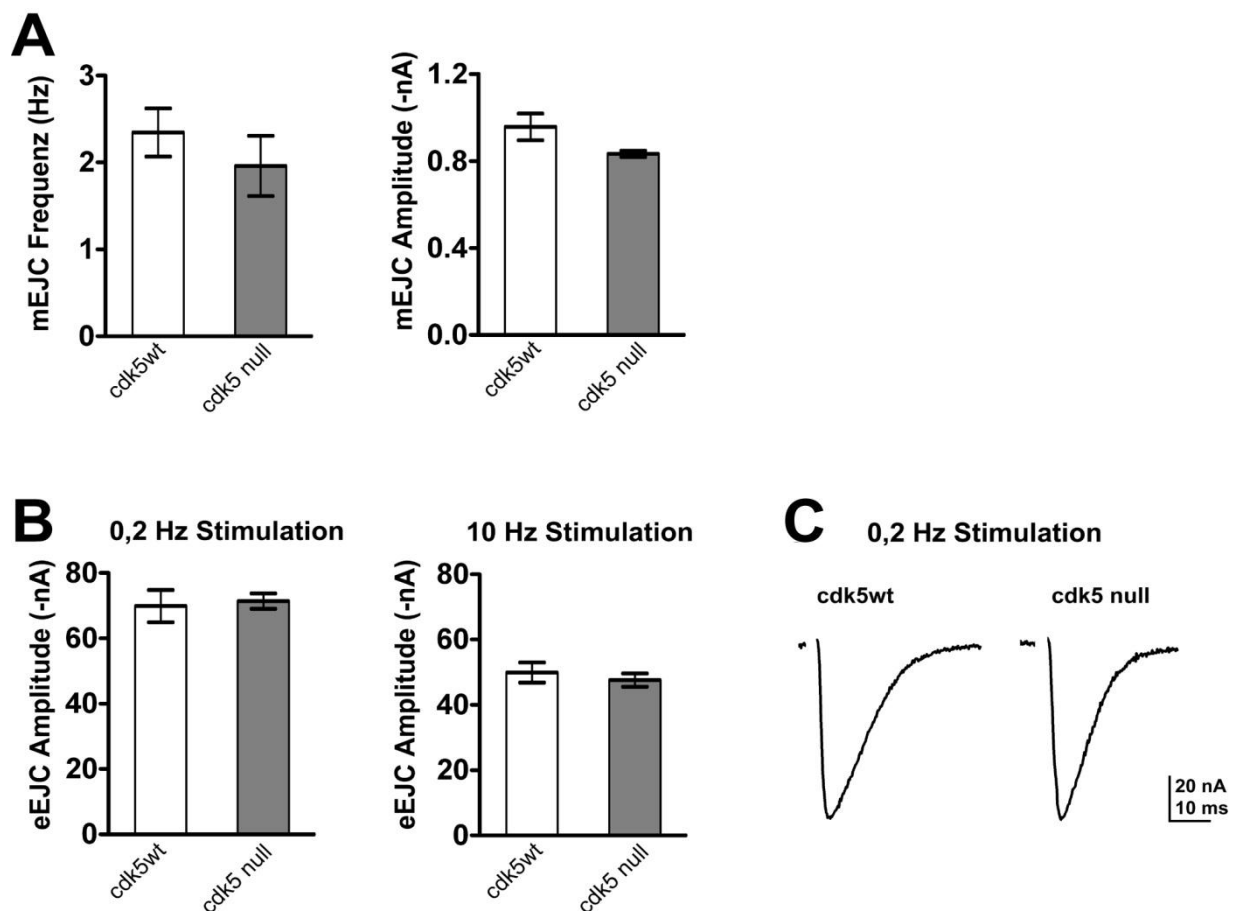 A
mEJC Frequenz (Hz)
3
2
1
0
cdk5wt
cdk5 null
mEJC Amplitude (-nA)
1.2
0.8
0.4
0.0
cdk5wt
cdk5 null
B
0,2 Hz Stimulation
eEJC Amplitude (-nA)
80
60
40
20
0
cdk5wt
cdk5 null
10 Hz Stimulation
eEJC Amplitude (-nA)
80
60
40
20
0
cdk5wt
cdk5 null
C
0,2 Hz Stimulation
cdk5wt
cdk5 null
20 nA
10 ms